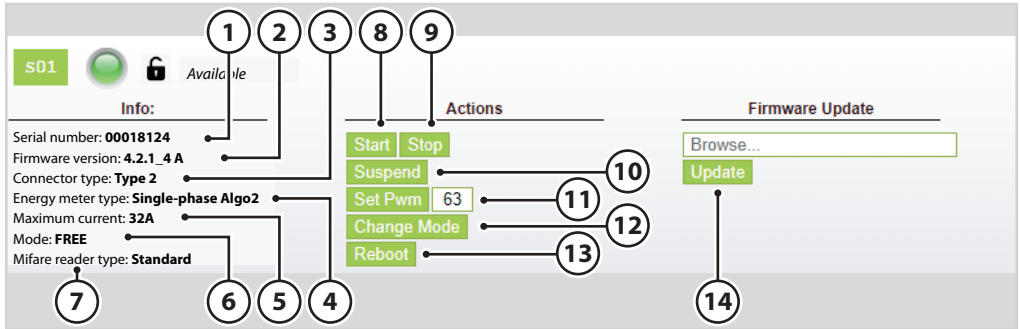 1 2 3 8 9
s01 Available
Info:
Serial number: 00018124
Firmware version: 4.2.1_4 A
Connector type: Type 2
Energy meter type: Single-phase Algo2
Maximum current: 32A
Mode: FREE
Mifare reader type: Standard
Actions
Start Stop
Suspend
Set Pwm 63
Change Mode
Reboot
10
11
12
13
Firmware Update
Browse...
Update
7 6 5 4 14